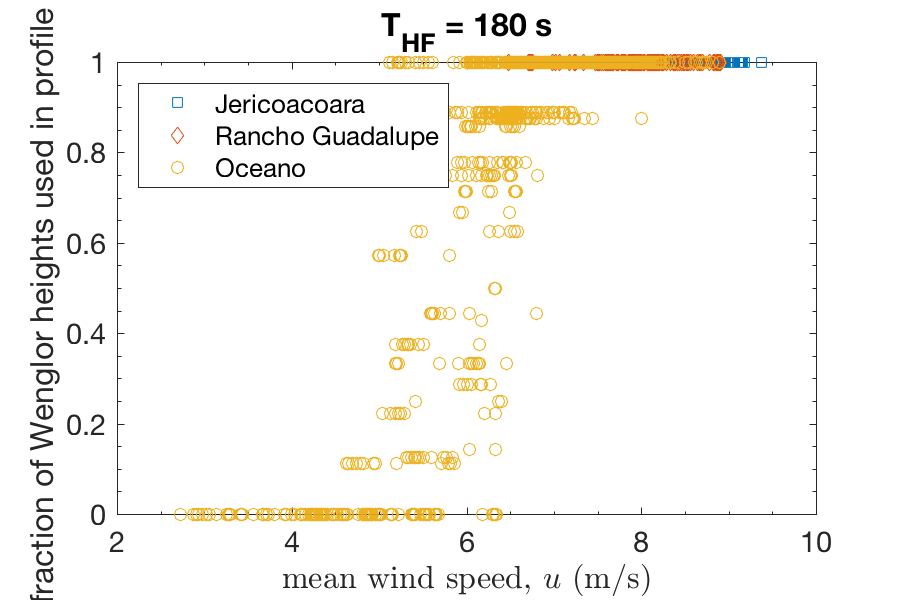 T_HF = 180 s
fraction of Wenglor heights used in profile
1
0.8
0.6
0.4
0.2
0
Jericoacoara
Rancho Guadalupe
Oceano
2 4 6 8 10
mean wind speed, u (m/s)